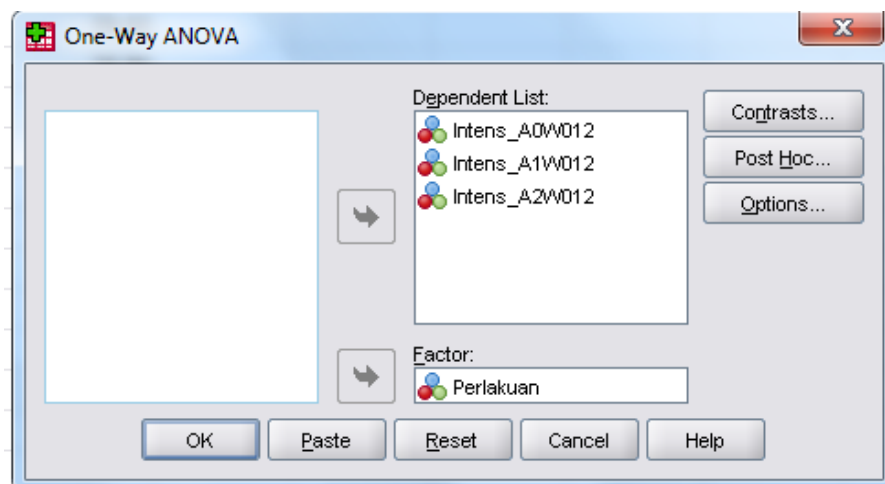 One-Way ANOVA
Dependent List:
Intens_A0W012
Intens_A1W012
Intens_A2W012
Contrasts...
Post Hoc...
Options...
Factor:
Perlakuan
OK
Paste
Reset
Cancel
Help